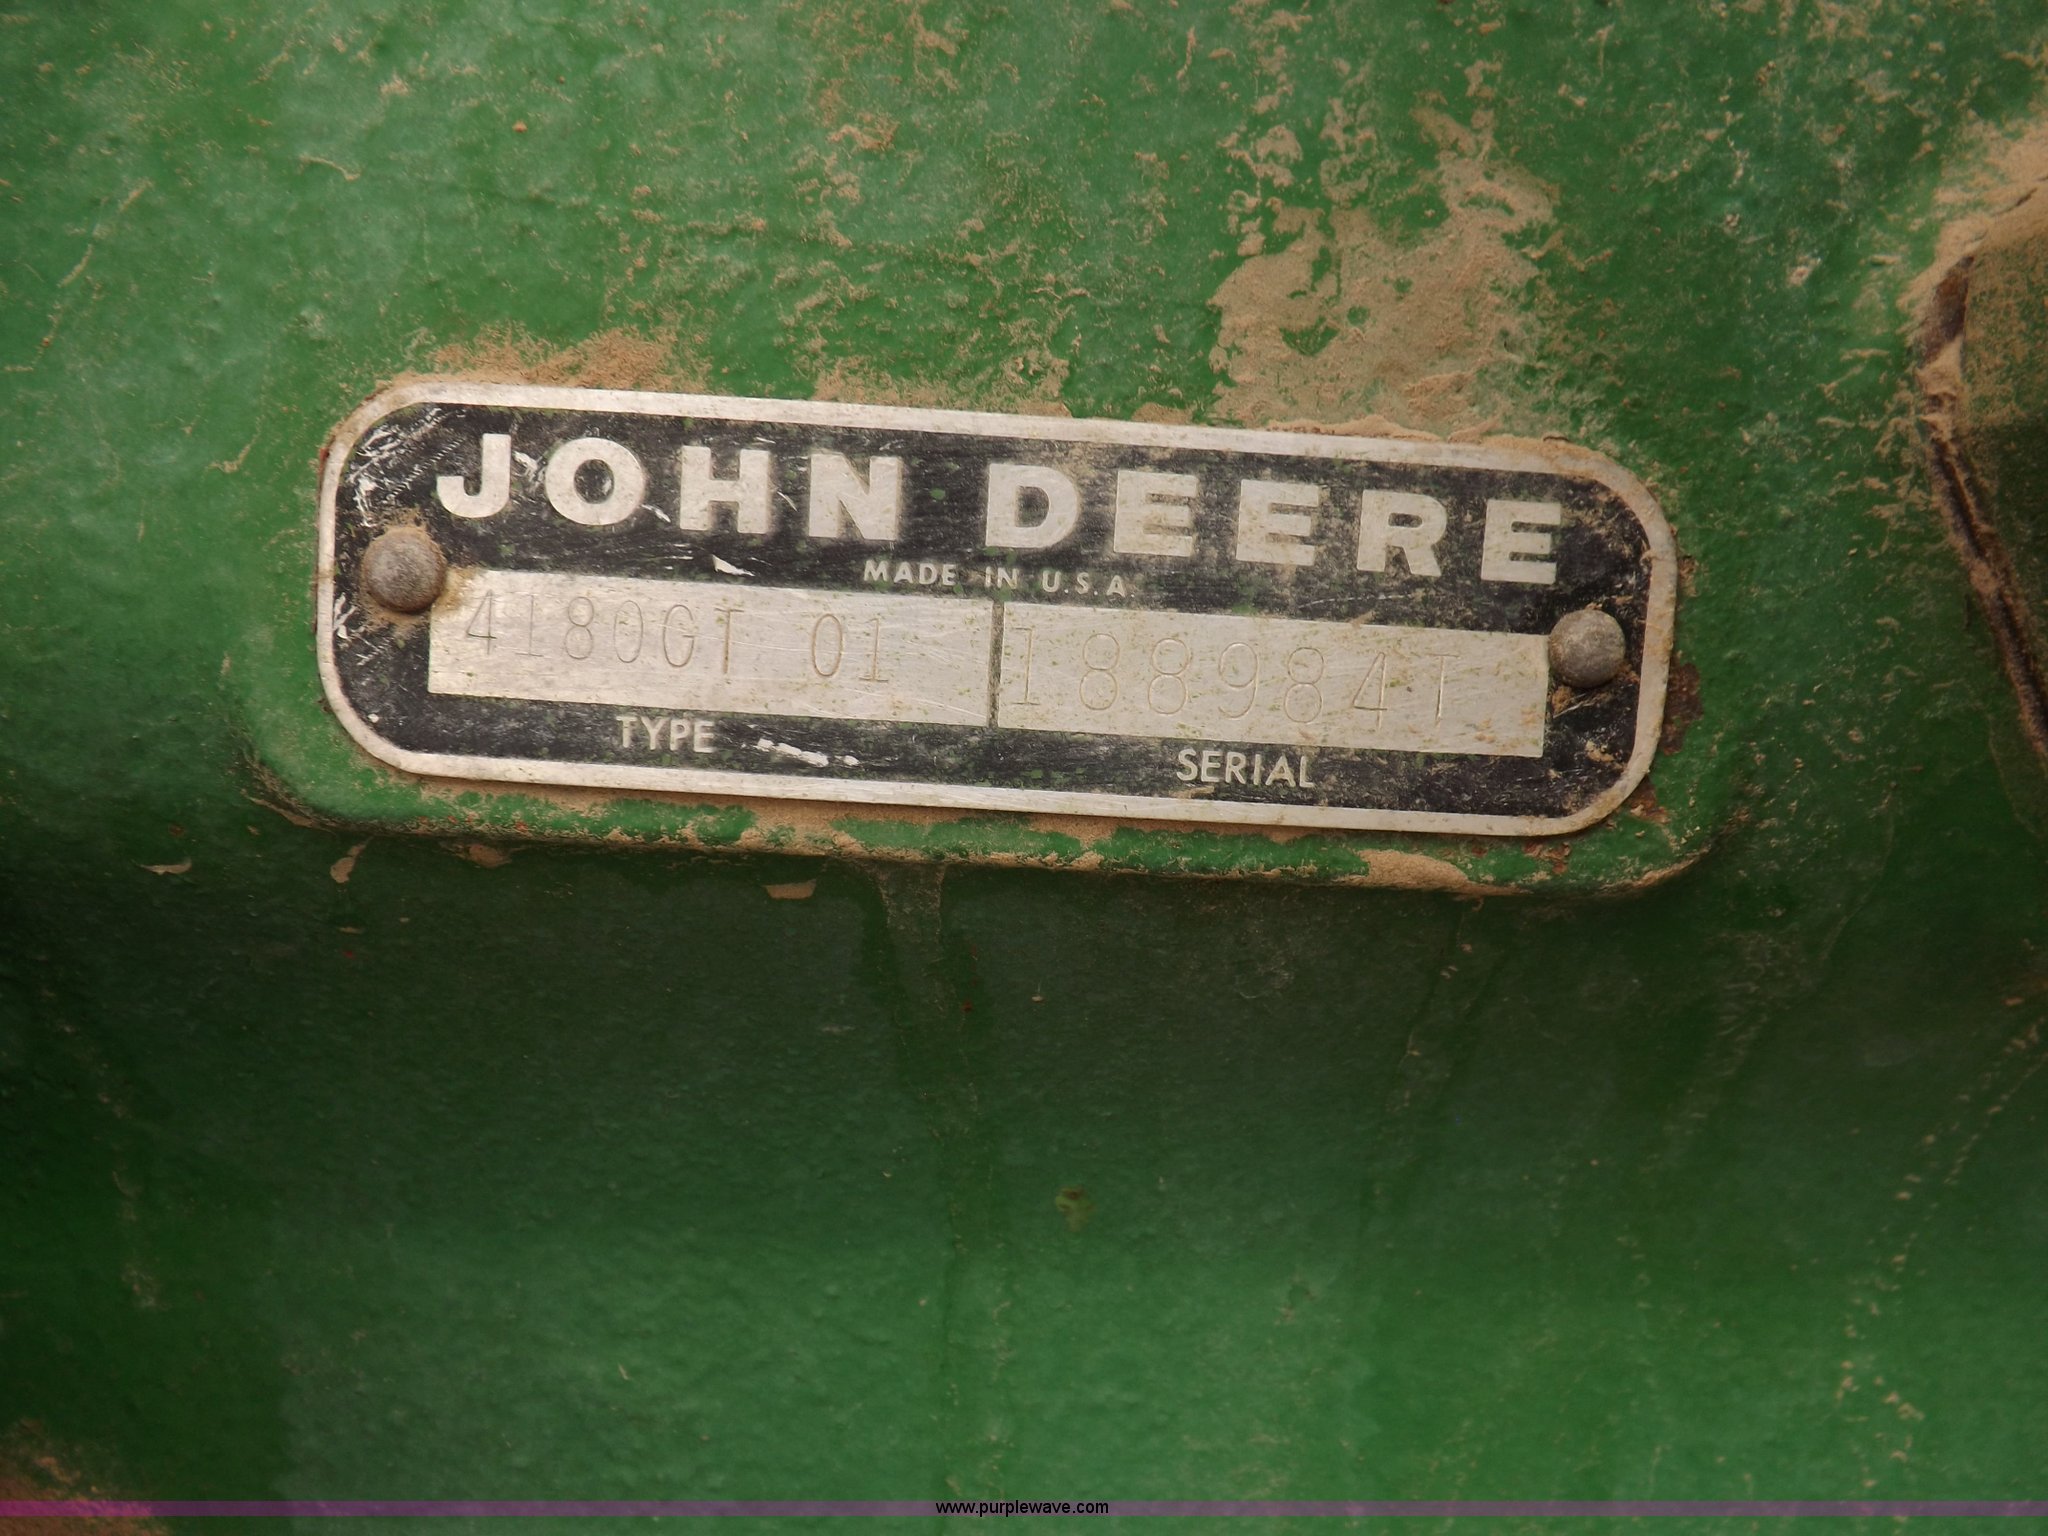 JOHN DEERE
MADE IN U.S.A.
4180GT 01 188984T
TYPE SERIAL
www.purplewave.com